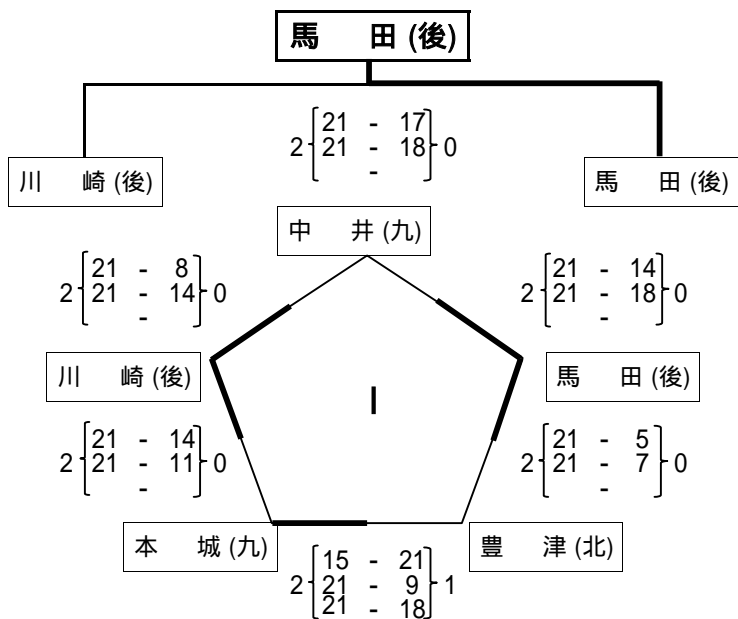 馬 田 (後)
2 21 - 17 0
21 - 18
-
川 崎 (後)
馬 田 (後)
中 井 (九)
2 21 - 8 0
21 - 14
-
2 21 - 14 0
21 - 18
-
川 崎 (後)
I
馬 田 (後)
2 21 - 14 0
21 - 11
-
2 21 - 5 0
21 - 7
-
本 城 (九)
豊 津 (北)
2 15 - 21 1
21 - 9
21 - 18